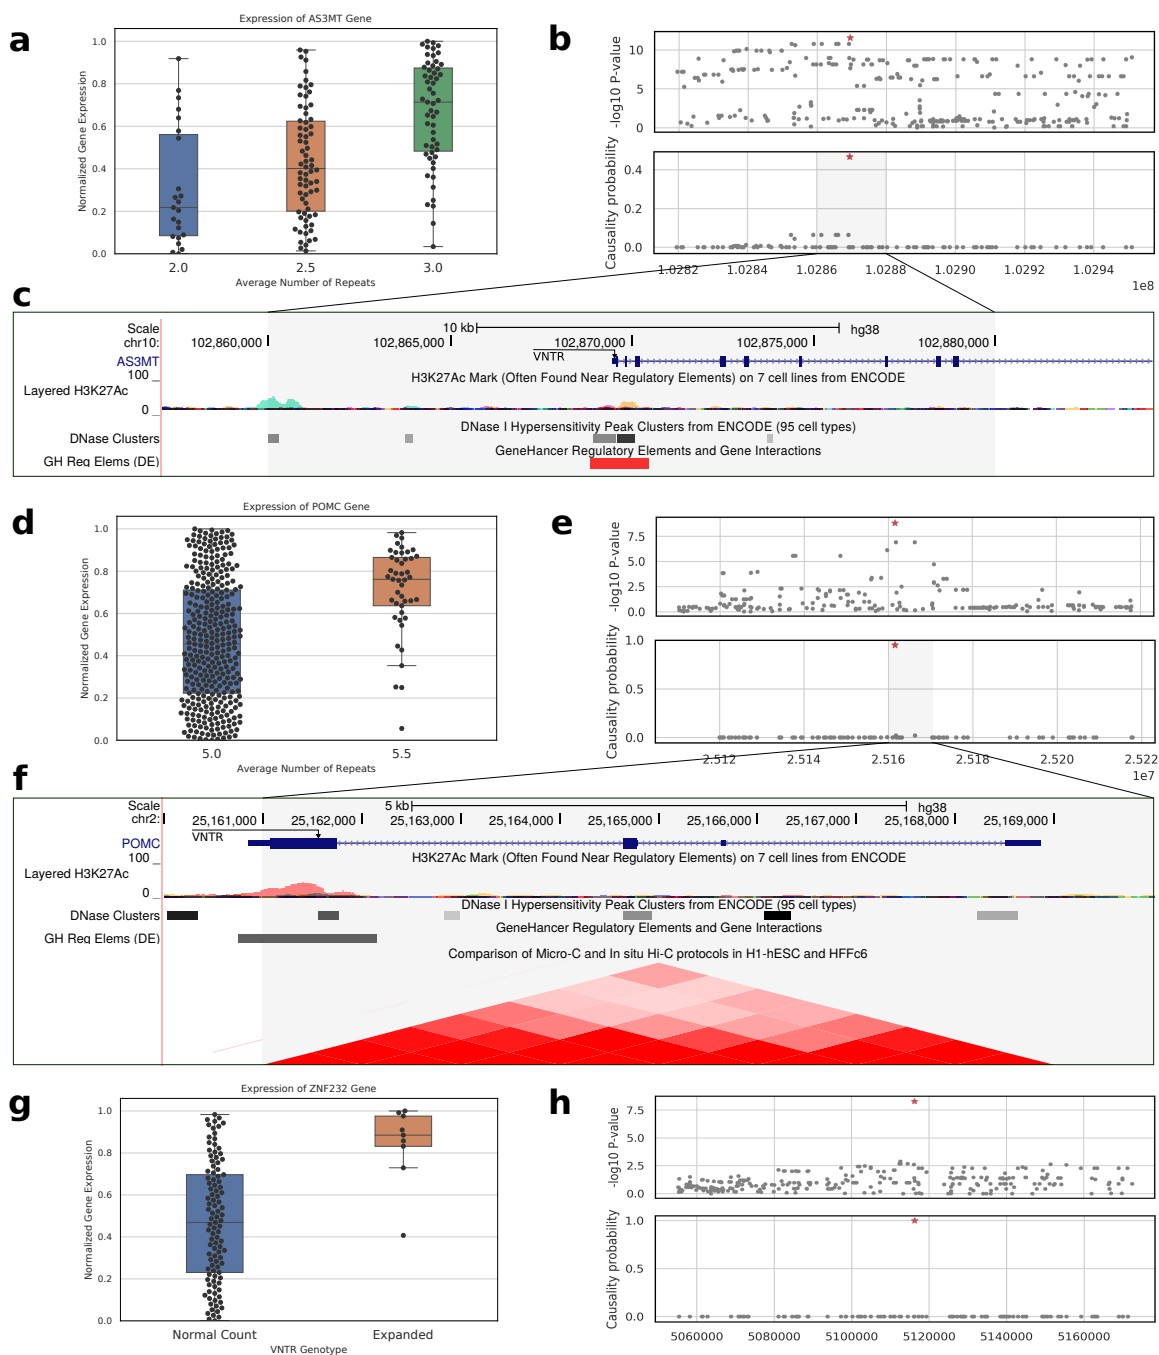 a
Expression of AS3MT Gene
Normalized Gene Expression
1.0
0.8
0.6
0.4
0.2
0.0
2.0 2.5 3.0
Average Number of Repeats
b
-log10 P-value
10
5
0
Causality probability
0.4
0.2
0.0
1.0282 1.0284 1.0286 1.0288 1.0290 1.0292 1.0294
1e8
c
Scale 10 kb hg38
chr10: 102,860,000 102,865,000 102,870,000 102,875,000 102,880,000
VNTR
AS3MT
H3K27Ac Mark (Often Found Near Regulatory Elements) on 7 cell lines from ENCODE
100
Layered H3K27Ac
0
DNase I Hypersensitivity Peak Clusters from ENCODE (95 cell types)
DNase Clusters
GeneHancer Regulatory Elements and Gene Interactions
GH Reg Elems (DE)
d
Expression of POMC Gene
Normalized Gene Expression
1.0
0.8
0.6
0.4
0.2
0.0
5.0 5.5
Average Number of Repeats
e
-log10 P-value
7.5
5.0
2.5
0.0
Causality probability
1.0
0.5
0.0
2.512 2.514 2.516 2.518 2.520 2.522
1e7
f
Scale 5 kb hg38
chr2: 25,161,000 25,162,000 25,163,000 25,164,000 25,165,000 25,166,000 25,167,000 25,168,000 25,169,000
VNTR
POMC
H3K27Ac Mark (Often Found Near Regulatory Elements) on 7 cell lines from ENCODE
100
Layered H3K27Ac
0
DNase I Hypersensitivity Peak Clusters from ENCODE (95 cell types)
DNase Clusters
GeneHancer Regulatory Elements and Gene Interactions
GH Reg Elems (DE)
Comparison of Micro-C and In situ Hi-C protocols in H1-hESC and HFFc6
g
Expression of ZNF232 Gene
Normalized Gene Expression
1.0
0.8
0.6
0.4
0.2
0.0
Normal Count Expanded
VNTR Genotype
h
-log10 P-value
7.5
5.0
2.5
0.0
Causality probability
1.0
0.5
0.0
5060000 5080000 5100000 5120000 5140000 5160000